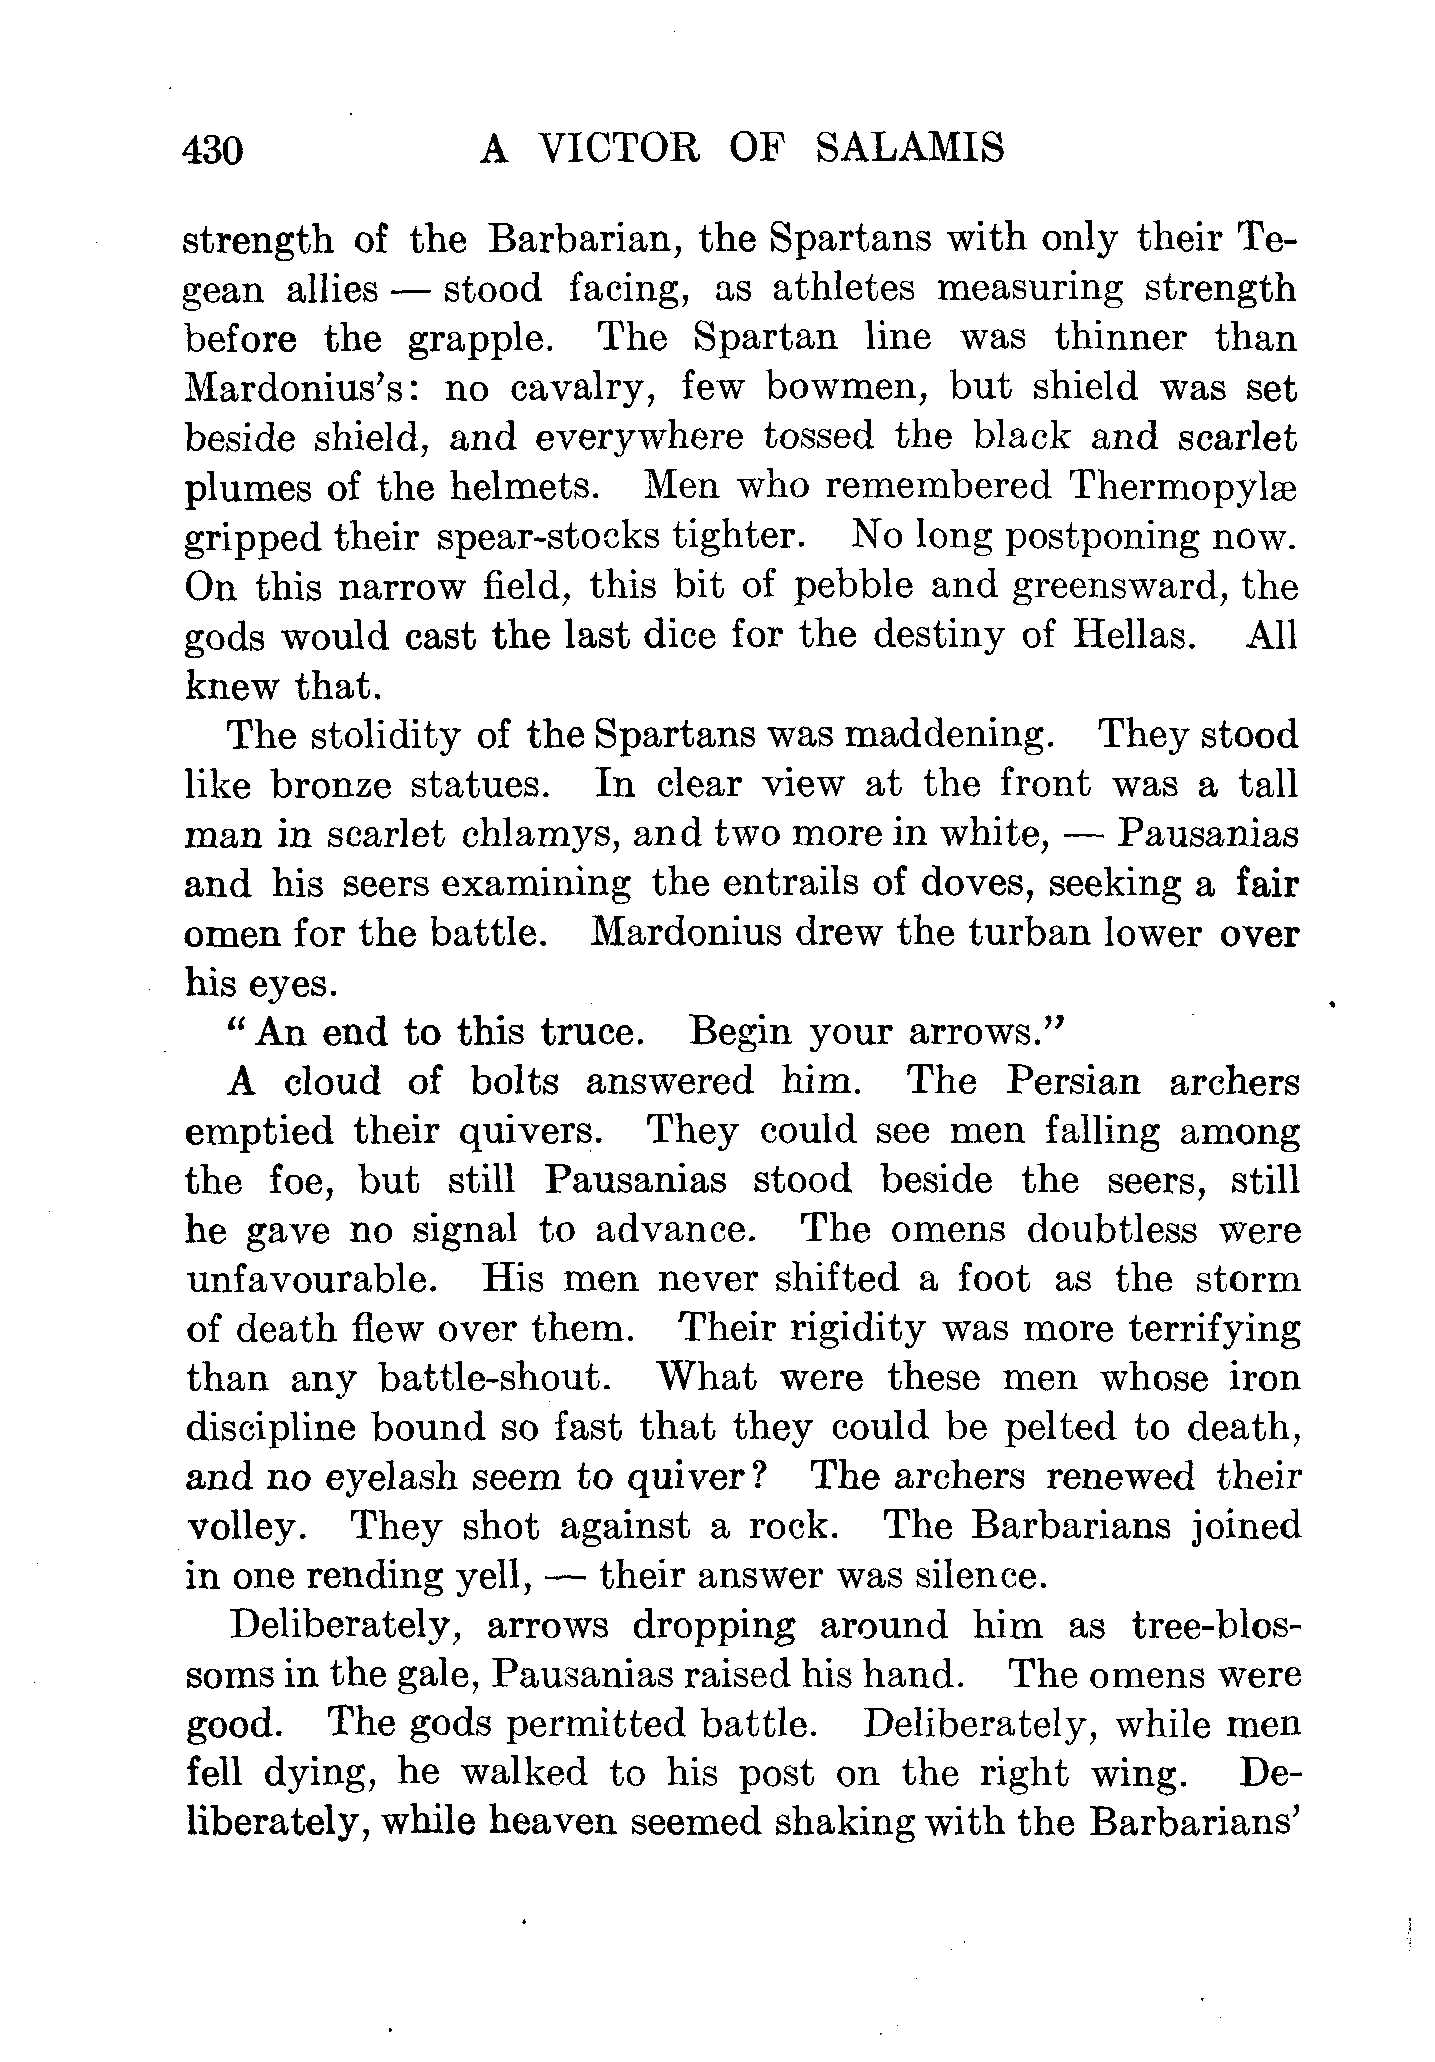 430 A VICTOR OF SALAMIS
strength of the Barbarian, the Spartans with only their Te-
gean allies — stood facing, as athletes measuring strength
before the grapple. The Spartan line was thinner than
Mardonius's: no cavalry, few bowmen, but shield was set
beside shield, and everywhere tossed the black and scarlet
plumes of the helmets. Men who remembered Thermopylæ
gripped their spear-stocks tighter. No long postponing now.
On this narrow field, this bit of pebble and greensward, the
gods would cast the last dice for the destiny of Hellas. All
knew that.
The stolidity of the Spartans was maddening. They stood
like bronze statues. In clear view at the front was a tall
man in scarlet chlamys, and two more in white, — Pausanias
and his seers examining the entrails of doves, seeking a fair
omen for the battle. Mardonius drew the turban lower over
his eyes.
"An end to this truce. Begin your arrows."
A cloud of bolts answered him. The Persian archers
emptied their quivers. They could see men falling among
the foe, but still Pausanias stood beside the seers, still
he gave no signal to advance. The omens doubtless were
unfavourable. His men never shifted a foot as the storm
of death flew over them. Their rigidity was more terrifying
than any battle-shout. What were these men whose iron
discipline bound so fast that they could be pelted to death,
and no eyelash seem to quiver? The archers renewed their
volley. They shot against a rock. The Barbarians joined
in one rending yell, — their answer was silence.
Deliberately, arrows dropping around him as tree-blos-
soms in the gale, Pausanias raised his hand. The omens were
good. The gods permitted battle. Deliberately, while men
fell dying, he walked to his post on the right wing. De-
liberately, while heaven seemed shaking with the Barbarians'